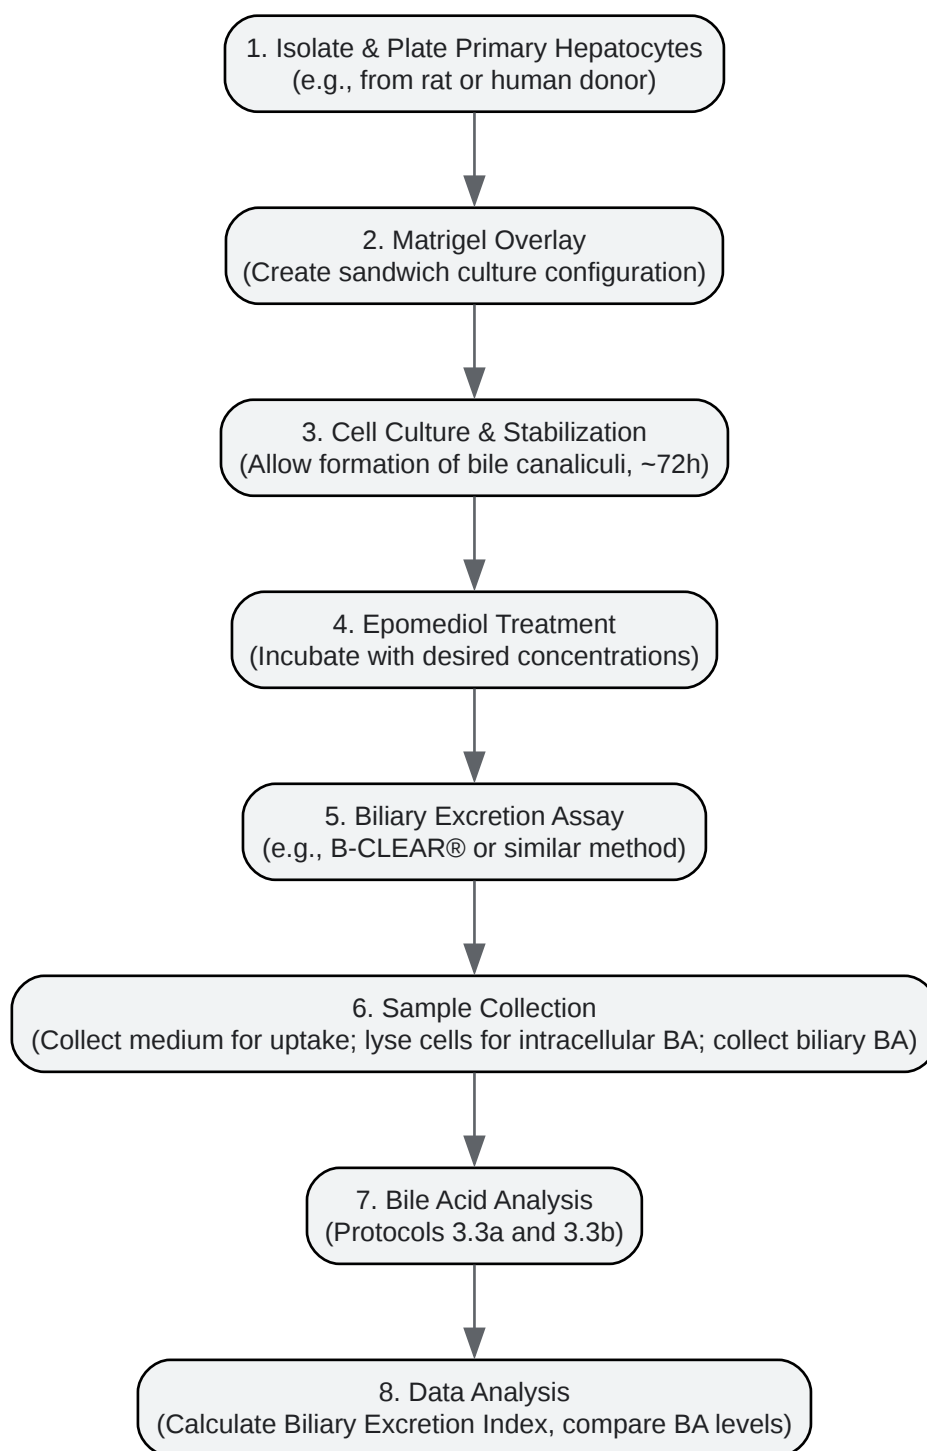 1. Isolate & Plate Primary Hepatocytes
(e.g., from rat or human donor)
2. Matrigel Overlay
(Create sandwich culture configuration)
3. Cell Culture & Stabilization
(Allow formation of bile canaliculi, ~72h)
4. Epomediol Treatment
(Incubate with desired concentrations)
5. Biliary Excretion Assay
(e.g., B-CLEAR® or similar method)
6. Sample Collection
(Collect medium for uptake; lyse cells for intracellular BA; collect biliary BA)
7. Bile Acid Analysis
(Protocols 3.3a and 3.3b)
8. Data Analysis
(Calculate Biliary Excretion Index, compare BA levels)